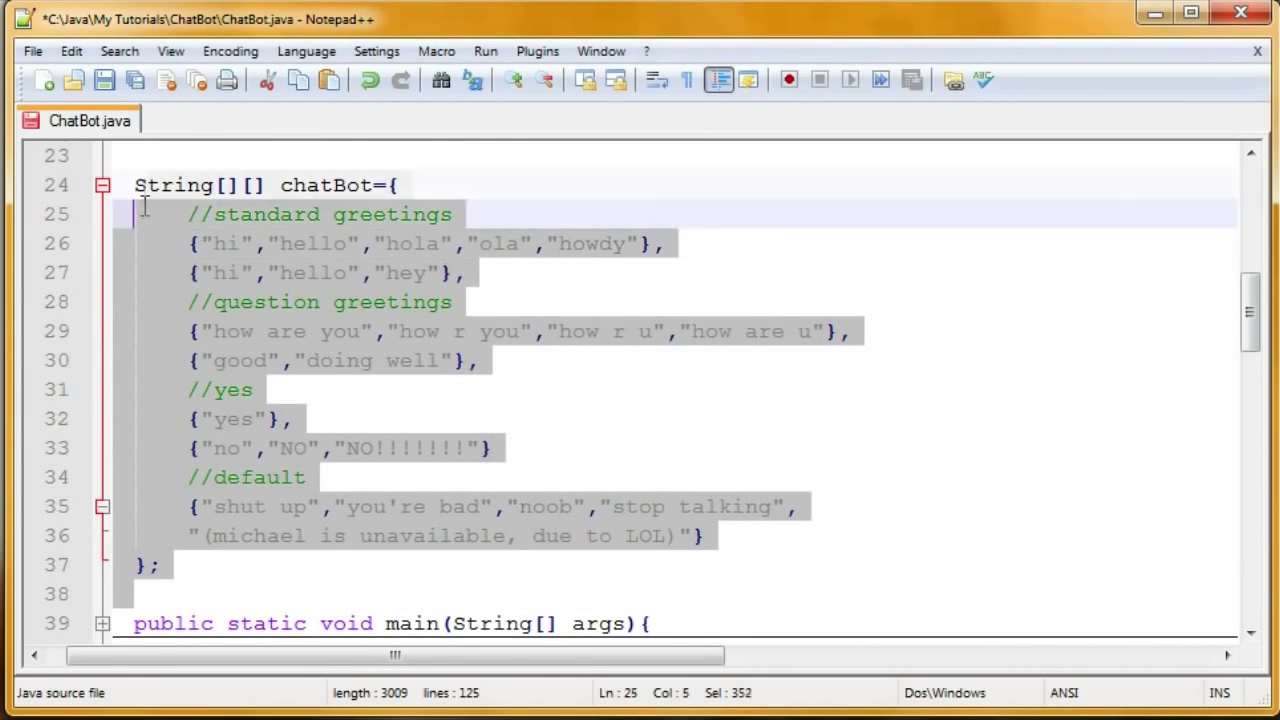 *C:\Java\My Tutorials\ChatBot\ChatBot.java - Notepad++
File Edit Search View Encoding Language Settings Macro Run Plugins Window ? X
ABC
ChatBot.java
23
24 String[][] chatBot={
25 //standard greetings
26 {"hi","hello","hola","ola","howdy"},
27 {"hi","hello","hey"},
28 //question greetings
29 {"how are you","how r you","how r u","how are u"},
30 {"good","doing well"},
31 //yes
32 {"yes"},
33 {"no","NO","NO!!!!!!!"}
34 //default
35 {"shut up","you're bad","noob","stop talking",
36 "(michael is unavailable, due to LOL)"}
37 };
38
39 public static void main(String[] args){
Java source file length : 3009 lines : 125 Ln : 25 Col : 5 Sel : 352 Dos\Windows ANSI INS